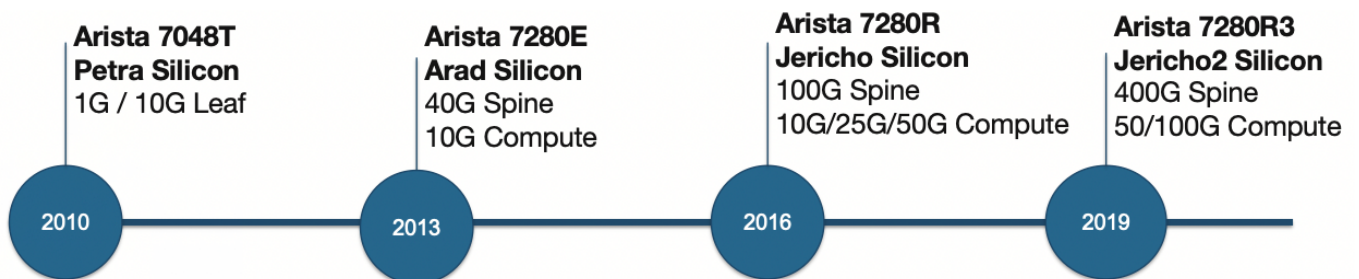 Arista 7048T
Petra Silicon
1G / 10G Leaf
2010
Arista 7280E
Arad Silicon
40G Spine
10G Compute
2013
Arista 7280R
Jericho Silicon
100G Spine
10G/25G/50G Compute
2016
Arista 7280R3
Jericho2 Silicon
400G Spine
50/100G Compute
2019